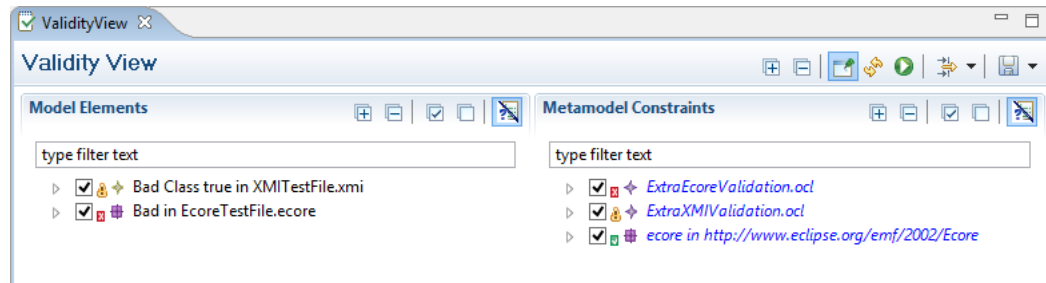 ValidityView
Validity View
Model Elements
type filter text
Bad Class true in XMITestFile.xmi
Bad in EcoreTestFile.ecore
Metamodel Constraints
type filter text
ExtraEcoreValidation.ocl
ExtraXMIValidation.ocl
ecore in http://www.eclipse.org/emf/2002/Ecore